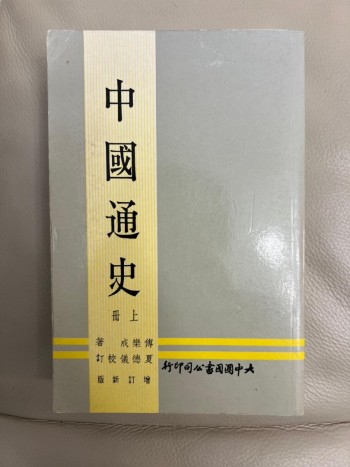 中國通史
上冊
傅樂成 著
夏德儀 校訂
增訂新版
大中國圖書公司印行